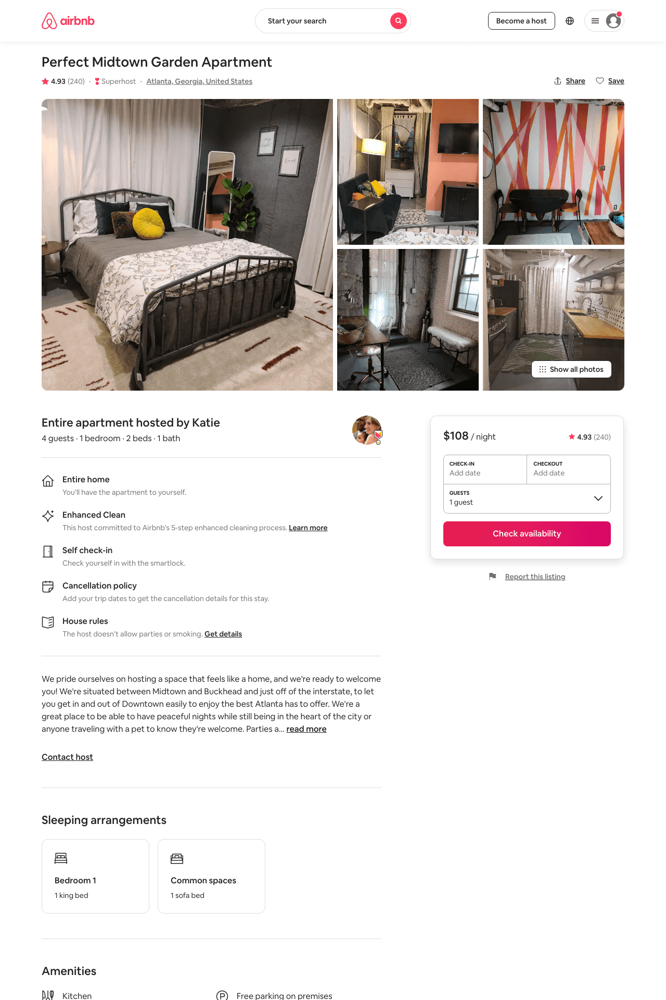 airbnb
Start your search
Become a host
Perfect Midtown Garden Apartment
4.93 (240) · Superhost · Atlanta, Georgia, United States
Share
Save
Show all photos
Entire apartment hosted by Katie
4 guests · 1 bedroom · 2 beds · 1 bath
Entire home
You'll have the apartment to yourself.
Enhanced Clean
This host committed to Airbnb's 5-step enhanced cleaning process. Learn more
Self check-in
Check yourself in with the smartlock.
Cancellation policy
Add your trip dates to get the cancellation details for this stay.
House rules
The host doesn't allow parties or smoking. Get details
$108 / night
4.93 (240)
CHECK-IN
Add date
CHECKOUT
Add date
GUESTS
1 guest
Check availability
Report this listing
We pride ourselves on hosting a space that feels like a home, and we're ready to welcome
you! We're situated between Midtown and Buckhead and just off of the interstate, to let
you get in and out of Downtown easily to enjoy the best Atlanta has to offer. We're a
great place to be able to have peaceful nights while still being in the heart of the city or
anyone traveling with a pet to know they're welcome. Parties a... read more
Contact host
Sleeping arrangements
Bedroom 1
1 king bed
Common spaces
1 sofa bed
Amenities
Kitchen
Free parking on premises